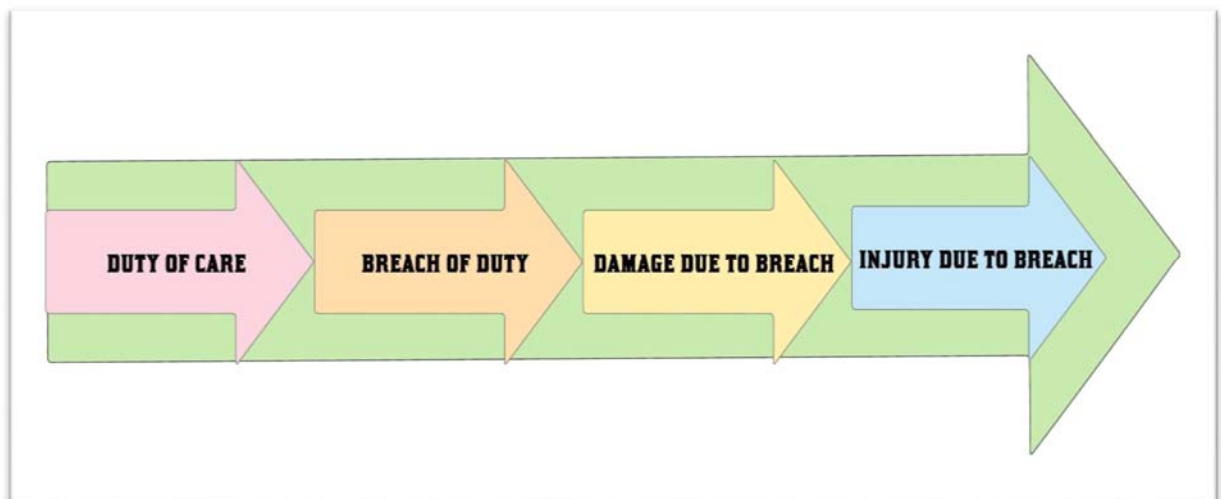 DUTY OF CARE
BREACH OF DUTY
DAMAGE DUE TO BREACH
INJURY DUE TO BREACH